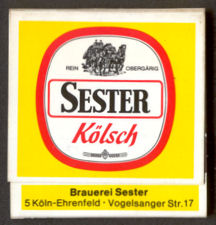 REIN OBERGÄRIG
SESTER
Kölsch
Brauerei Sester
5 Köln-Ehrenfeld · Vogelsanger Str. 17